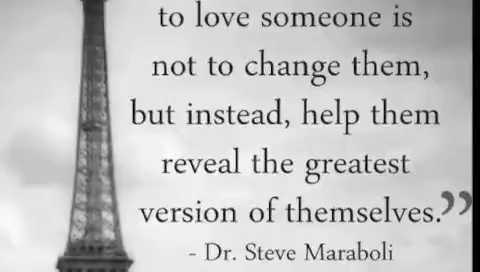 to love someone is
not to change them,
but instead, help them
reveal the greatest
version of themselves.”
- Dr. Steve Maraboli